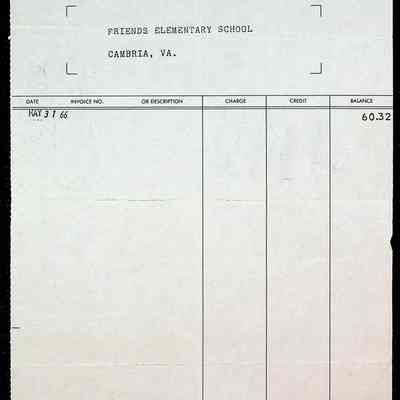 FRIENDS ELEMENTARY SCHOOL
CAMBRIA, VA.
DATE INVOICE NO. OR DESCRIPTION CHARGE CREDIT BALANCE
MAY 31 66 60.32